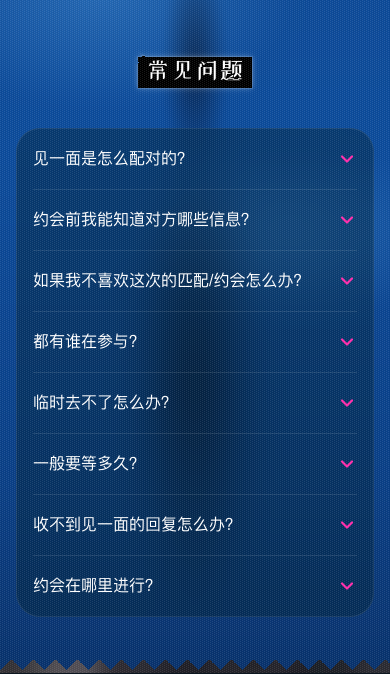 常见问题
见一面是怎么配对的?
约会前我能知道对方哪些信息?
如果我不喜欢这次的匹配/约会怎么办?
都有谁在参与?
临时去不了怎么办?
一般要等多久?
收不到见一面的回复怎么办?
约会在哪里进行?